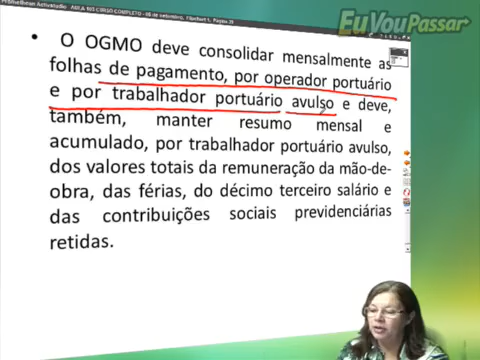 EuVouPassar
• O OGMO deve consolidar mensalmente as
folhas de pagamento, por operador portuário
e por trabalhador portuário avulso e deve,
também, manter resumo mensal e
acumulado, por trabalhador portuário avulso,
dos valores totais da remuneração da mão-de-
obra, das férias, do décimo terceiro salário e
das contribuições sociais previdenciárias
retidas.